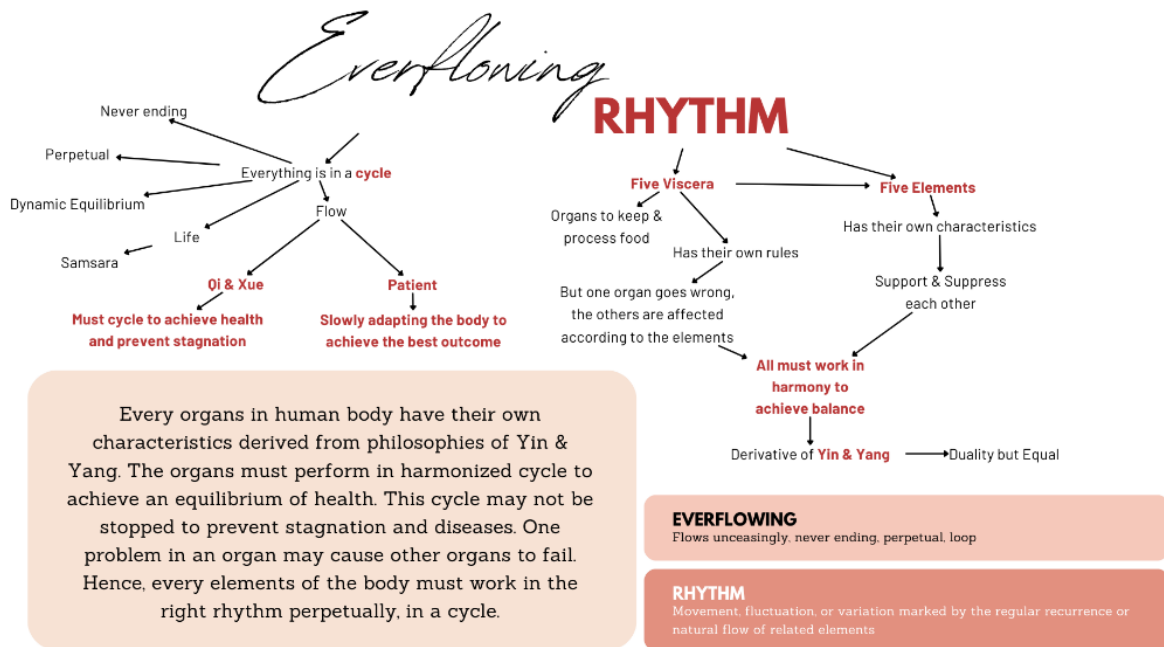 Everflowing
RHYTHM
Never ending
Perpetual
Everything is in a cycle
Dynamic Equilibrium
Flow
Life
Samsara
Qi & Xue
Patient
Must cycle to achieve health
and prevent stagnation
Slowly adapting the body to
achieve the best outcome
Five Viscera
Five Elements
Organs to keep &
process food
Has their own characteristics
Has their own rules
Support & Suppress
each other
But one organ goes wrong,
the others are affected
according to the elements
All must work in
harmony to
achieve balance
Derivative of Yin & Yang
Duality but Equal
Every organs in human body have their own
characteristics derived from philosophies of Yin &
Yang. The organs must perform in harmonized cycle to
achieve an equilibrium of health. This cycle may not be
stopped to prevent stagnation and diseases. One
problem in an organ may cause other organs to fail.
Hence, every elements of the body must work in the
right rhythm perpetually, in a cycle.
EVERFLOWING
Flows unceasingly, never ending, perpetual, loop
RHYTHM
Movement, fluctuation, or variation marked by the regular recurrence or
natural flow of related elements